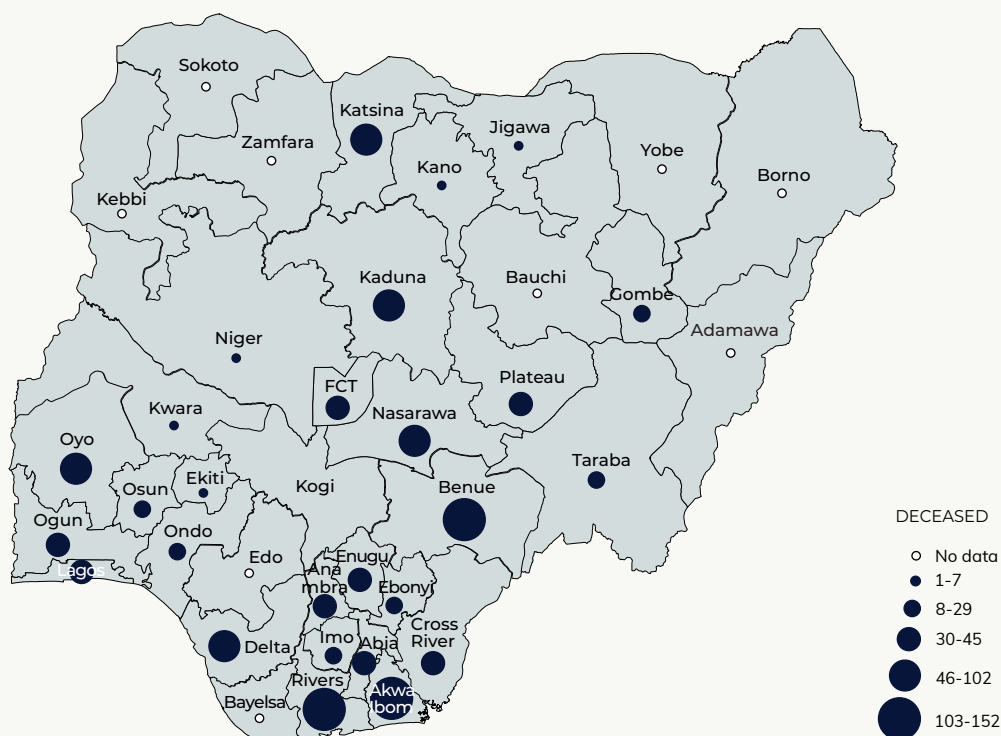 Sokoto
Katsina
Jigawa
Zamfara
Yobe
Kano
Borno
Kebbi
Kaduna
Bauchi
Gombe
Adamawa
Niger
Plateau
FCT
Kwara
Nasarawa
Oyo
Taraba
Ekiti
Kogi
Benue
Osun
Ogun
Ondo
DECEASED
No data
1-7
8-29
30-45
46-102
103-152
Lagos
Edo
Enugu
Ana
mbra
Ebonyi
Cross
River
Imo
Abia
Delta
Rivers
Akwa
Ibom
Bayelsa